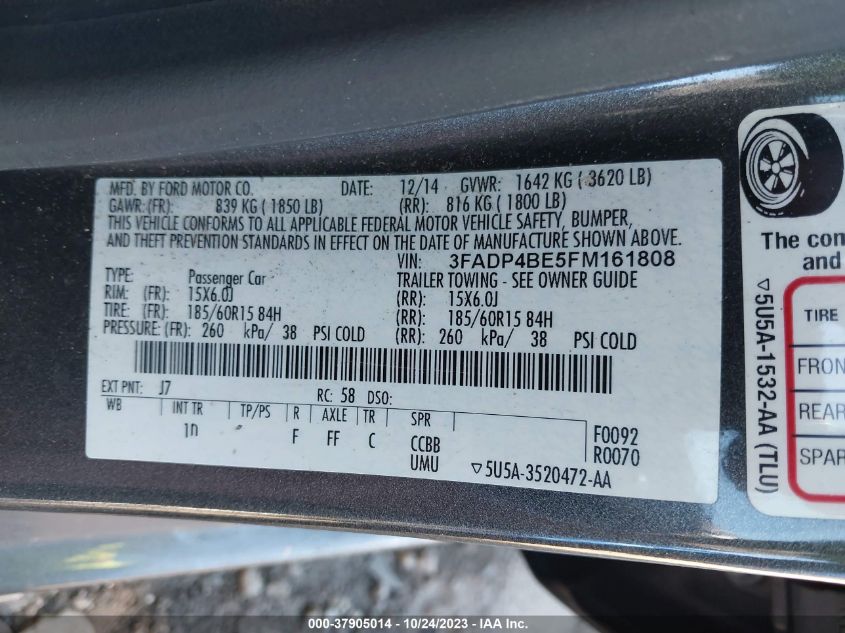 MFD. BY FORD MOTOR CO. DATE: 12/14 GVWR: 1642 KG ( 3620 LB)
GAWR: (FR): 839 KG ( 1850 LB) (RR): 816 KG ( 1800 LB)
THIS VEHICLE CONFORMS TO ALL APPLICABLE FEDERAL MOTOR VEHICLE SAFETY, BUMPER,
AND THEFT PREVENTION STANDARDS IN EFFECT ON THE DATE OF MANUFACTURE SHOWN ABOVE.
VIN: 3FADP4BE5FM161808
TYPE: Passenger Car TRAILER TOWING - SEE OWNER GUIDE
RIM: (FR): 15X6.0J (RR): 15X6.0J
TIRE: (FR): 185/60R15 84H (RR): 185/60R15 84H
PRESSURE: (FR): 260 kPa/ 38 PSI COLD (RR): 260 kPa/ 38 PSI COLD
EXT PNT: J7 RC: 58 DSO:
WB INT TR TP/PS R AXLE TR SPR
1D F FF C CCBB F0092
UMU R0070
▽5U5A-3520472-AA
The con
and
TIRE
FRON
REAR
SPAR
▽5U5A-1532-AA (TLU)
000-37905014 - 10/24/2023 - IAA Inc.